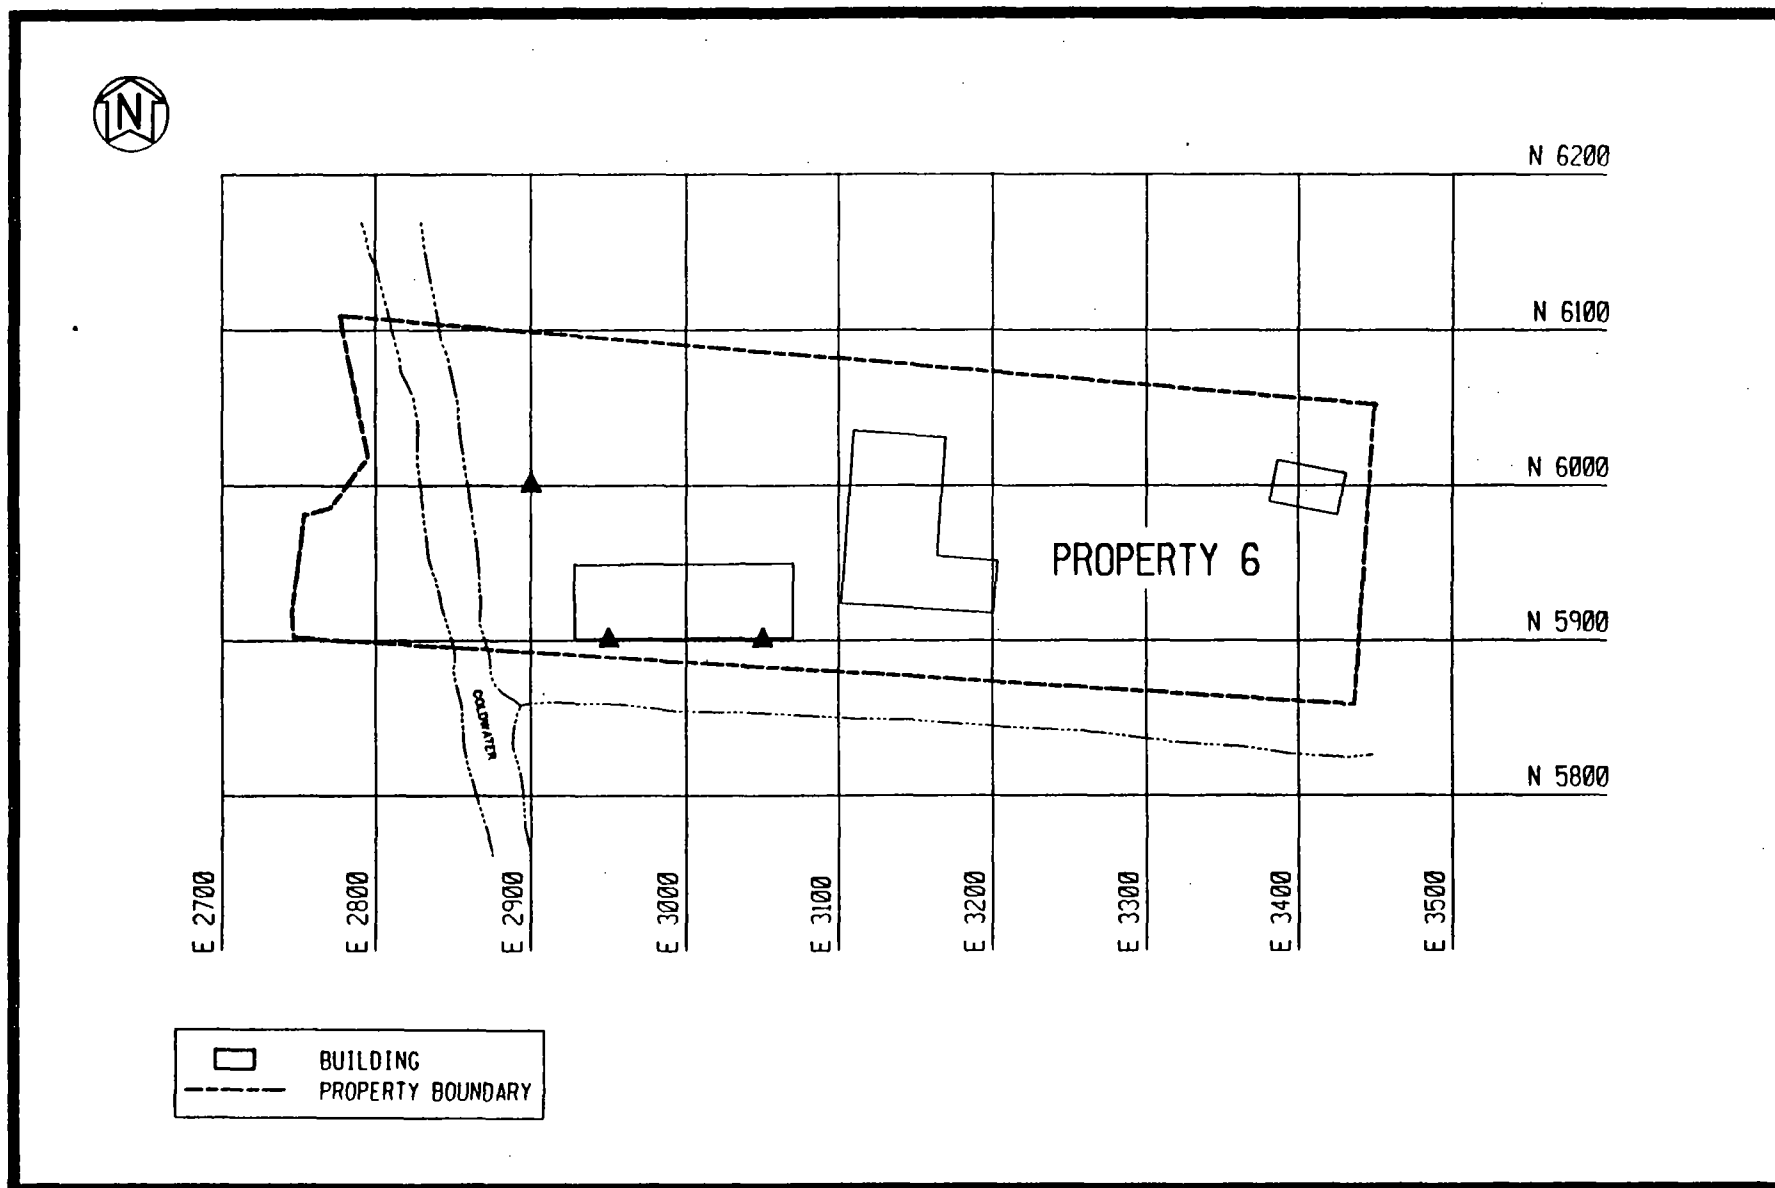 N
N 6200
N 6100
N 6000
PROPERTY 6
N 5900
COLDWATER
N 5800
E 2700
E 2800
E 2900
E 3000
E 3100
E 3200
E 3300
E 3400
E 3500
BUILDING
PROPERTY BOUNDARY